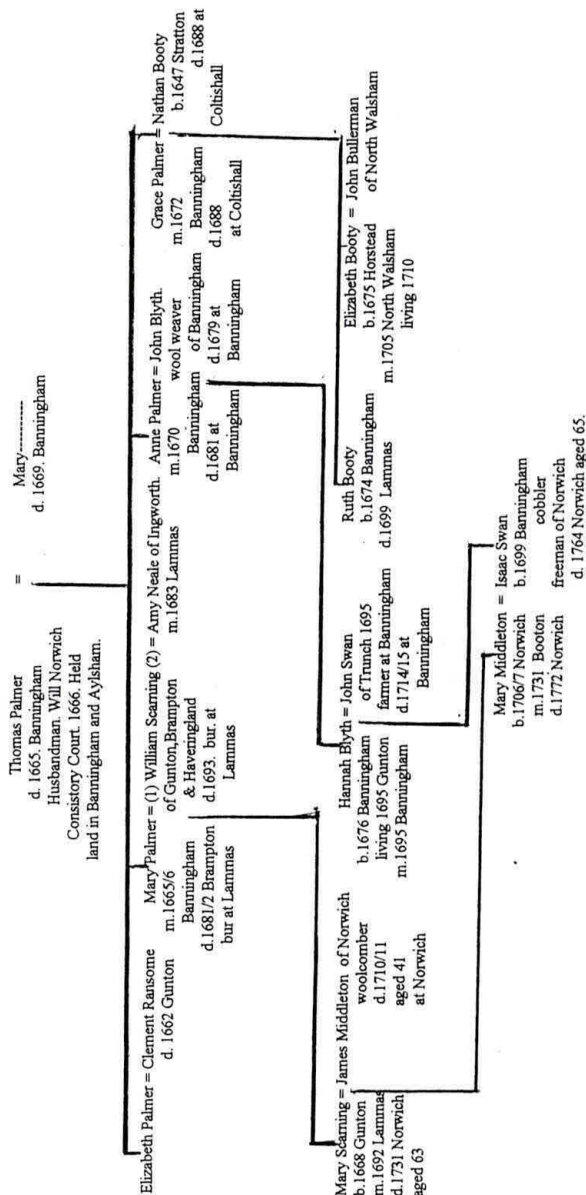 Thomas Palmer
d. 1665. Banningham
Husbandman. Will Norwich
Consistory Court. 1666. Held
land in Banningham and Aylsham.
=
Mary----------
d. 1669. Banningham
Elizabeth Palmer = Clement Ransome
d. 1662 Gunton
Mary Palmer = (1) William Scarning (2) = Amy Neale of Ingworth.
m.1665/6
Banningham
d.1681/2 Brampton
bur at Lammas
of Gunton,Brampton
& Haveringland
d.1693. bur. at
Lammas
m.1683 Lammas
Anne Palmer = John Blyth.
m.1670
Banningham
d.1681 at
Banningham
wool weaver
of Banningham
d.1679 at
Banningham
Grace Palmer = Nathan Booty
m.1672
Banningham
d.1688
at Coltishall
b.1647 Stratton
d.1688 at
Coltishall
Mary Scarning = James Middleton of Norwich
b.1668 Gunton
m.1692 Lammas
d.1731 Norwich
aged 63
woolcomber
d.1710/11
aged 41
at Norwich
Hannah Blyth = John Swan
b.1676 Banningham
living 1695 Gunton
m.1695 Banningham
of Trunch 1695
farmer at Banningham
d.1714/15 at
Banningham
Ruth Booty
b.1674 Banningham
d.1699 Lammas
Elizabeth Booty = John Bullerman
b.1675 Horstead
m.1705 North Walsham
living 1710
of North Walsham
Mary Middleton = Isaac Swan
b.1706/7 Norwich
m.1731 Booton
d.1772 Norwich
b.1699 Banningham
cobbler
freeman of Norwich
d. 1764 Norwich aged 65.